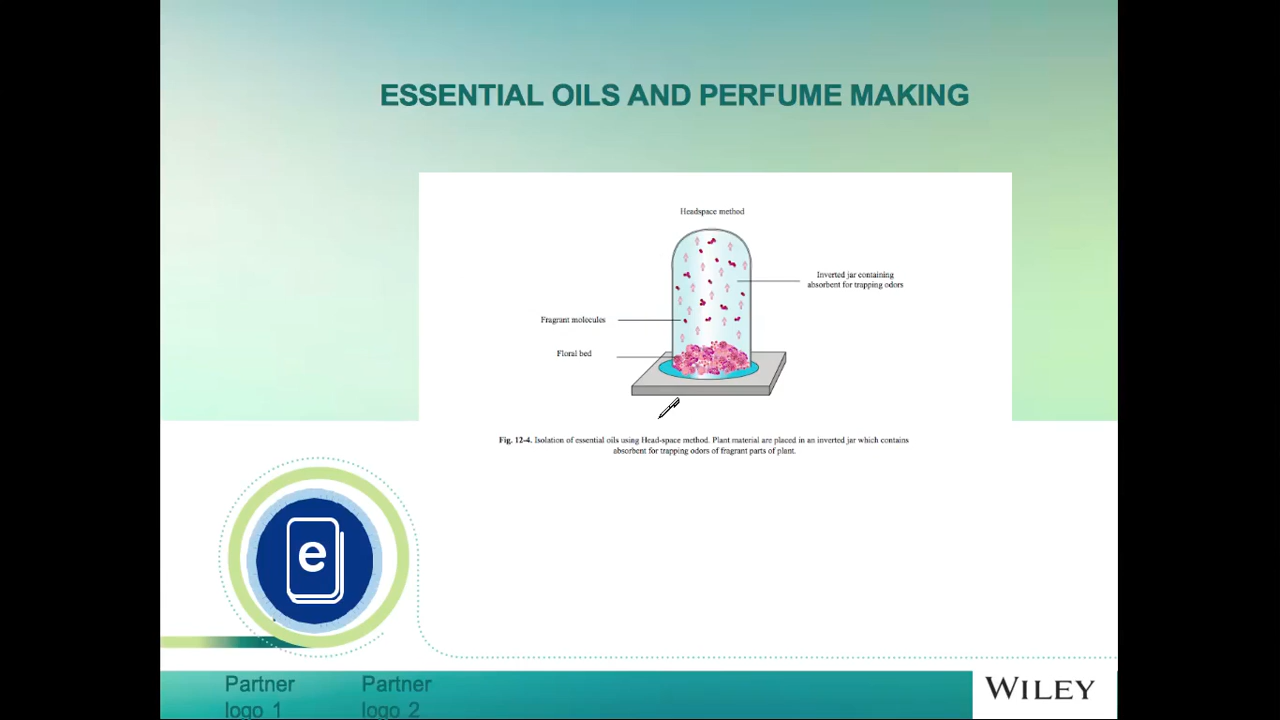 ESSENTIAL OILS AND PERFUME MAKING
Headspace method
Inverted jar containing
absorbent for trapping odors
Fragrant molecules
Floral bed
Fig. 12-4. Isolation of essential oils using Head-space method. Plant material are placed in an inverted jar which contains
absorbent for trapping odors of fragrant parts of plant.
e
Partner
logo 1
Partner
logo 2
WILEY